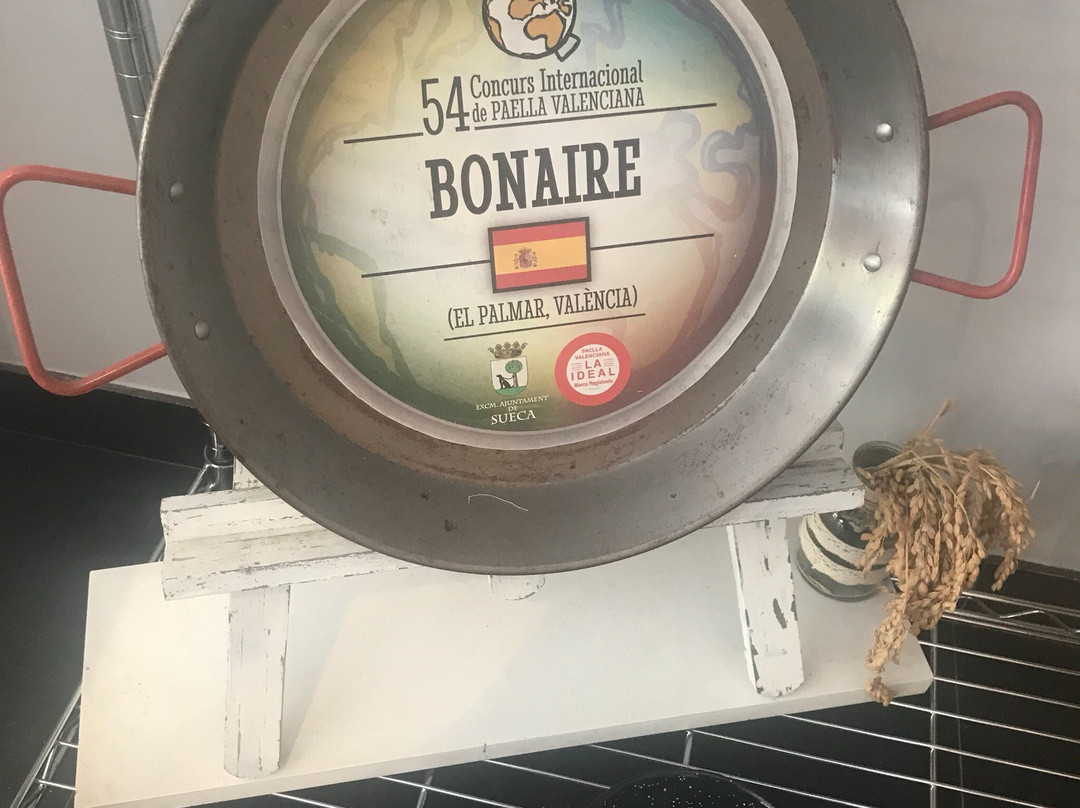 54 Concurs Internacional
de PAELLA VALENCIANA
BONAIRE
(EL PALMAR, VALÈNCIA)
EXCM. AJUNTAMENT
DE
SUECA
PAELLA
VALENCIANA
LA
IDEAL
Marca Registrada